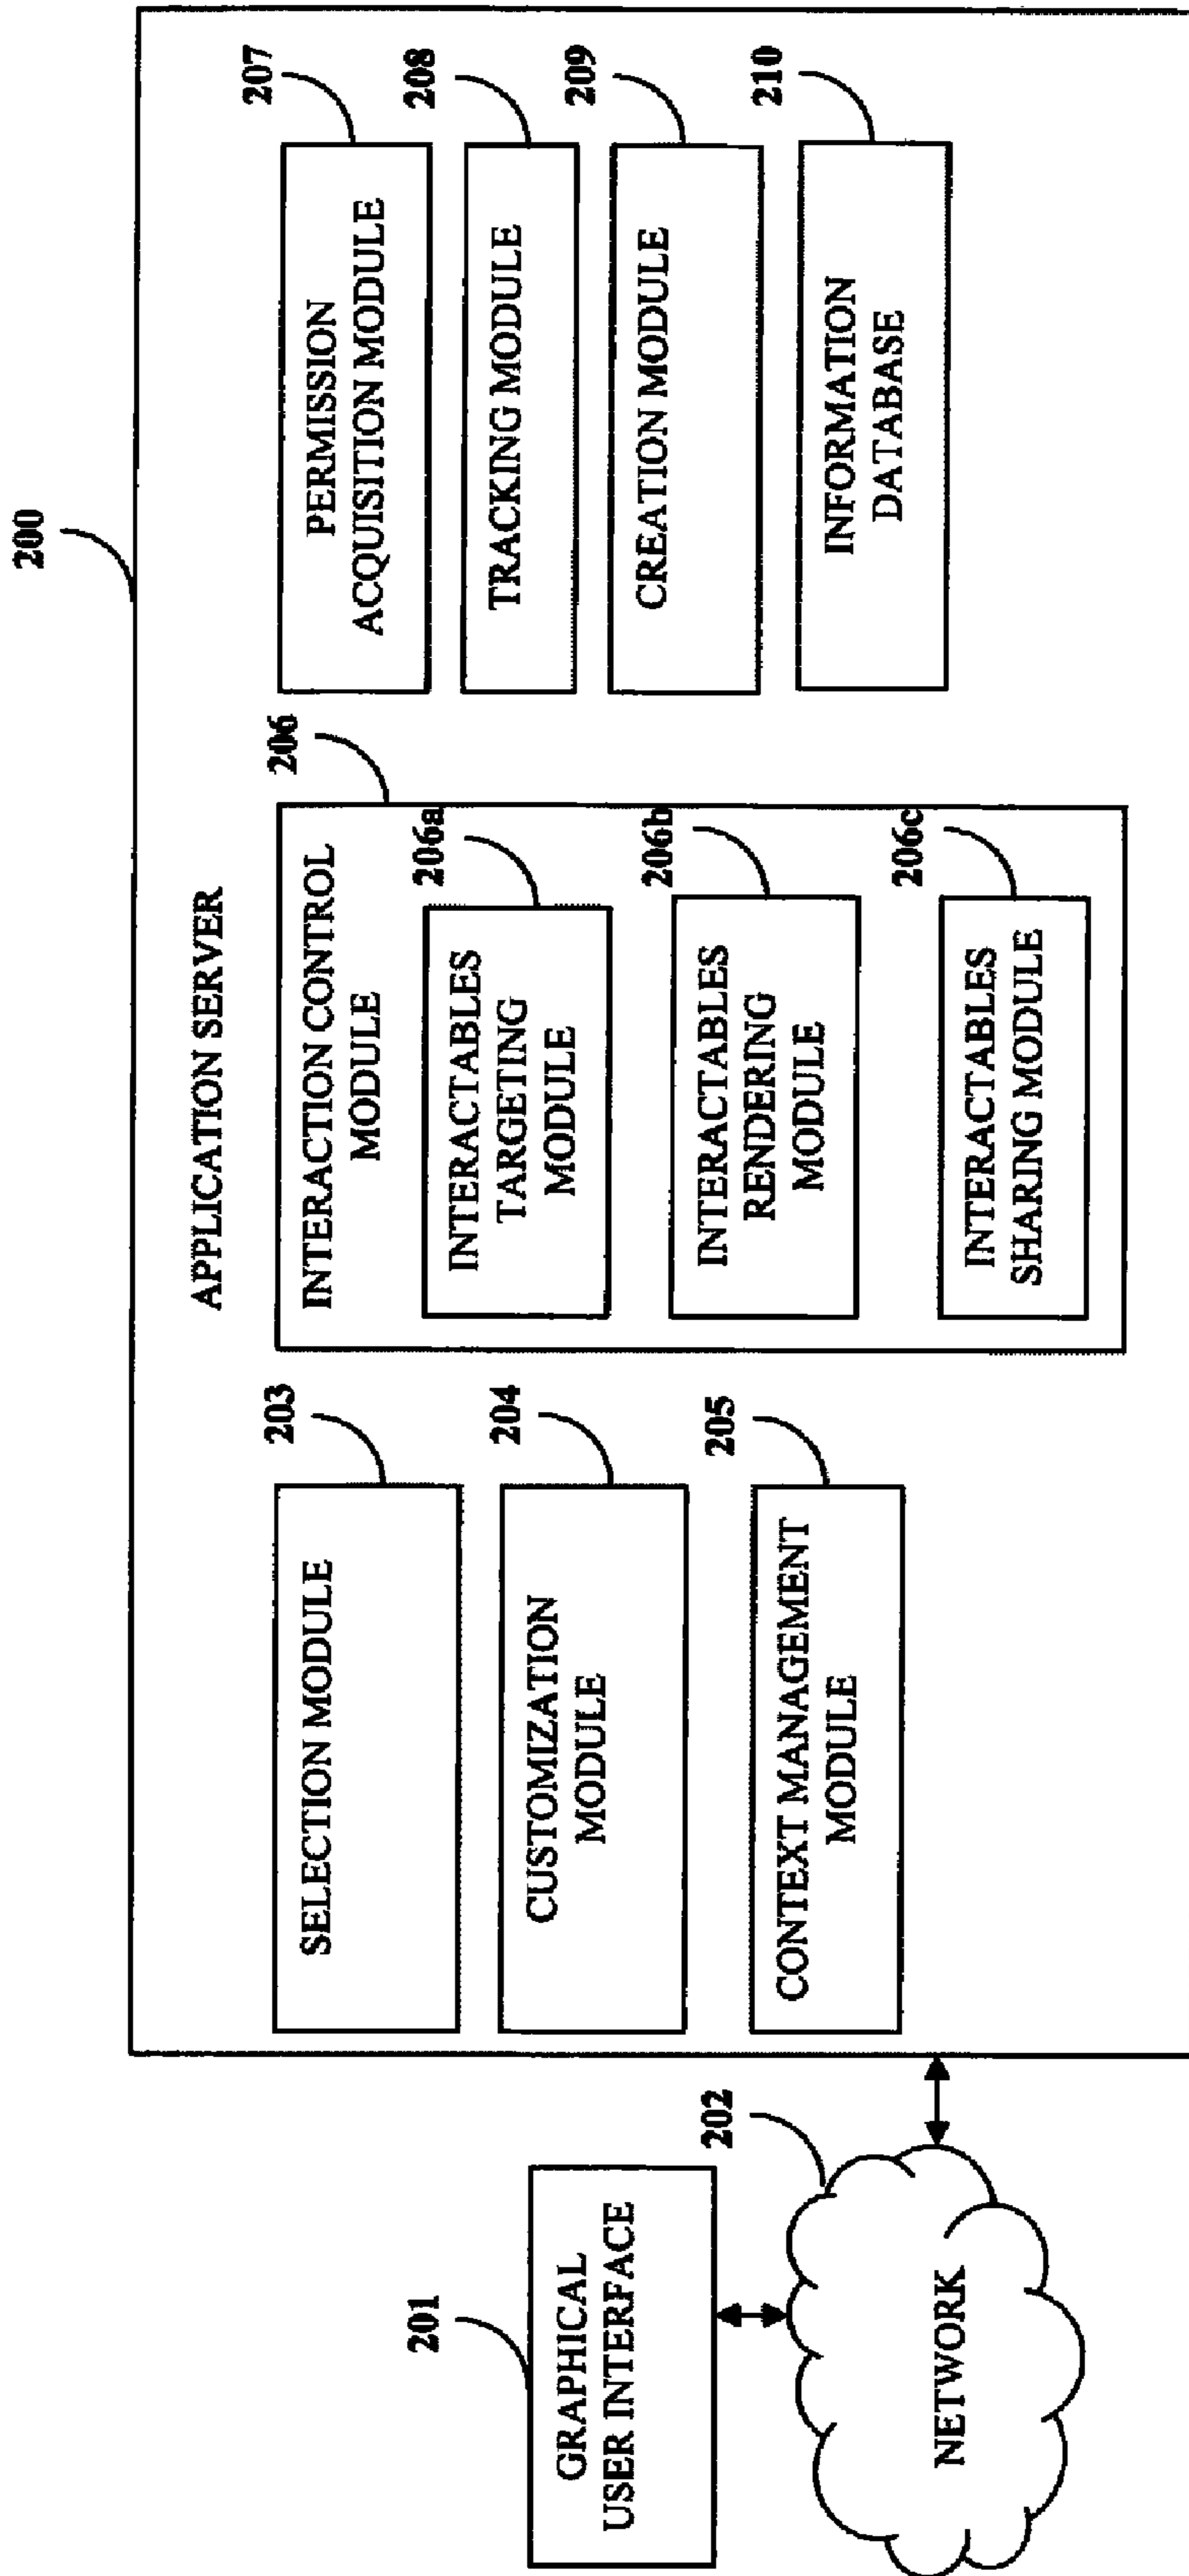 200
APPLICATION SERVER
201
GRAPHICAL
USER INTERFACE
202
NETWORK
203
SELECTION MODULE
204
CUSTOMIZATION
MODULE
205
CONTEXT MANAGEMENT
MODULE
206
INTERACTION CONTROL
MODULE
206a
INTERACTABLES
TARGETING
MODULE
206b
INTERACTABLES
RENDERING
MODULE
206c
INTERACTABLES
SHARING MODULE
207
PERMISSION
ACQUISITION MODULE
208
TRACKING MODULE
209
CREATION MODULE
210
INFORMATION
DATABASE